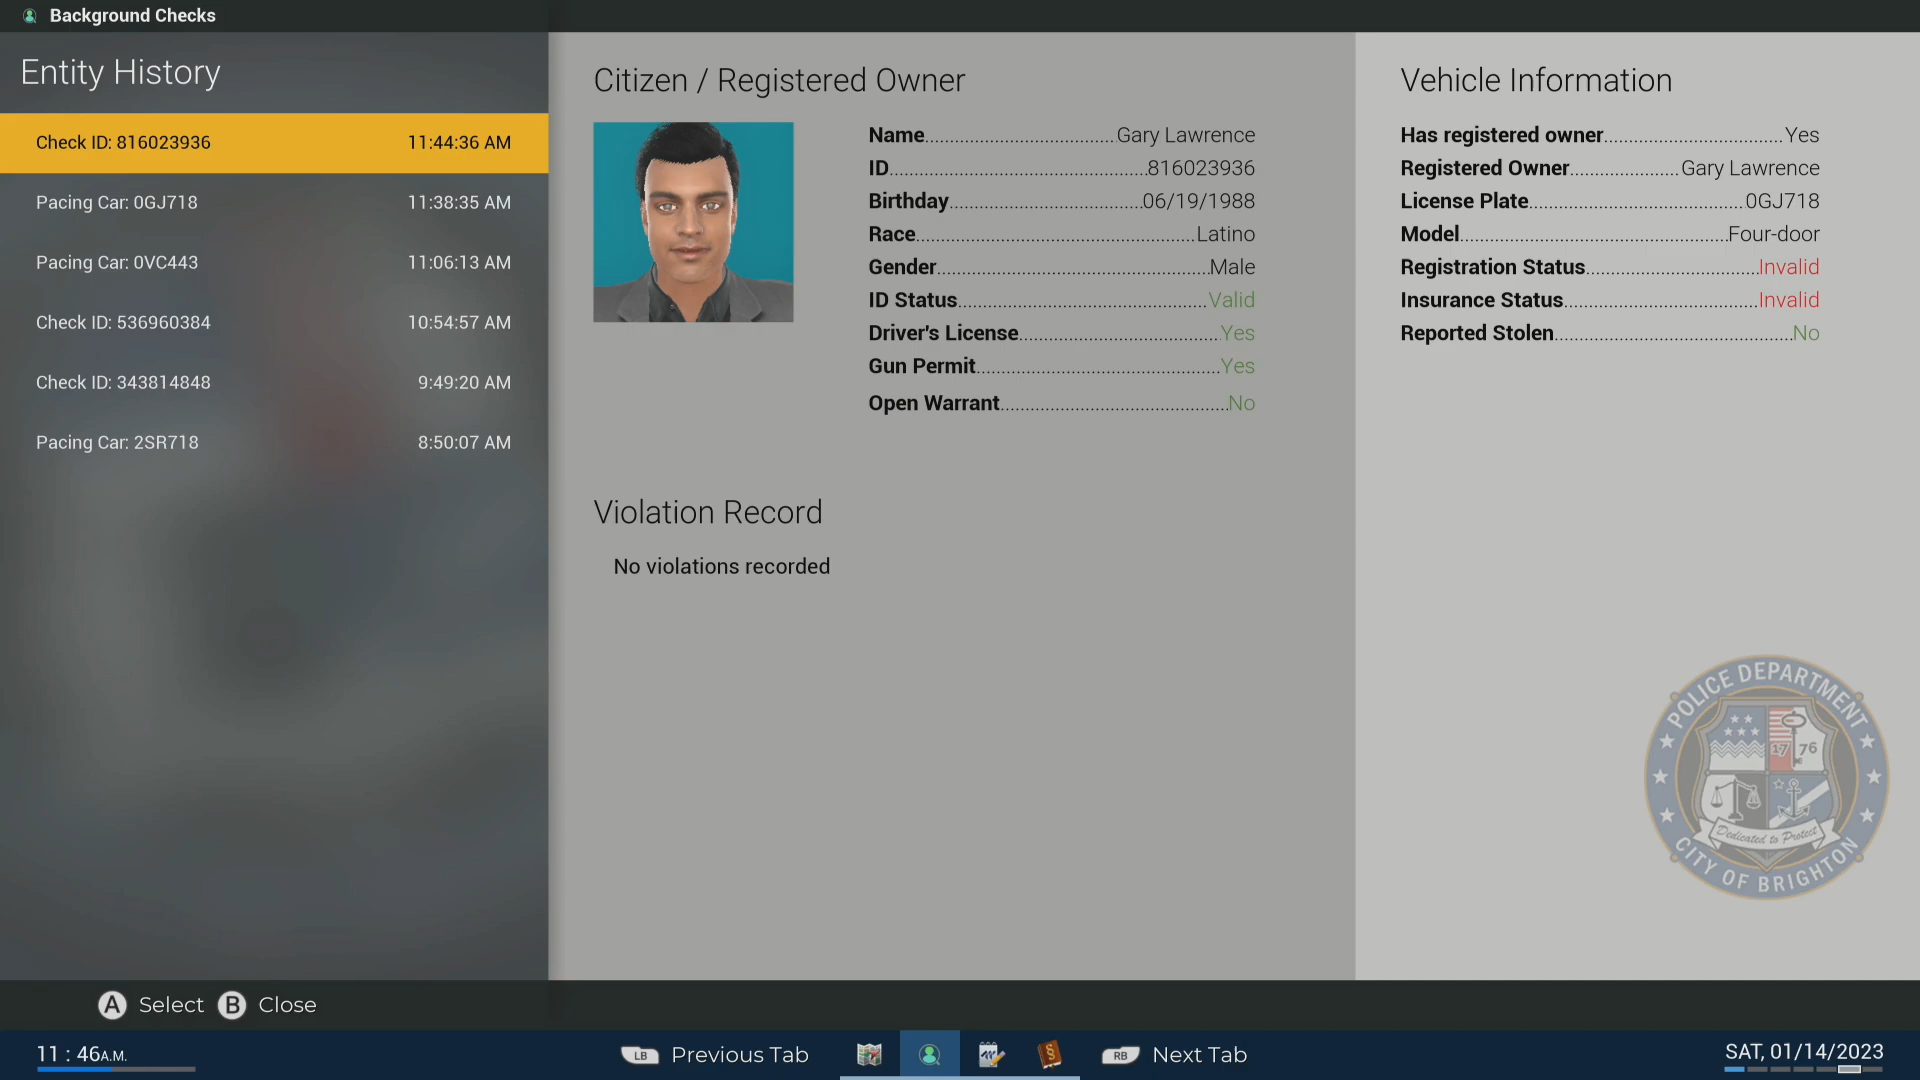 Background Checks
Entity History
Check ID: 816023936 11:44:36 AM
Pacing Car: 0GJ718 11:38:35 AM
Pacing Car: 0VC443 11:06:13 AM
Check ID: 536960384 10:54:57 AM
Check ID: 343814848 9:49:20 AM
Pacing Car: 2SR718 8:50:07 AM
Citizen / Registered Owner
Name Gary Lawrence
ID 816023936
Birthday 06/19/1988
Race Latino
Gender Male
ID Status Valid
Driver's License Yes
Gun Permit Yes
Open Warrant No
Violation Record
No violations recorded
Vehicle Information
Has registered owner Yes
Registered Owner Gary Lawrence
License Plate 0GJ718
Model Four-door
Registration Status Invalid
Insurance Status Invalid
Reported Stolen No
POLICE DEPARTMENT
17 76
Dedicated to Protect
CITY OF BRIGHTON
A Select B Close
11 : 46 A.M.
LB Previous Tab
§
RB Next Tab
SAT, 01/14/2023